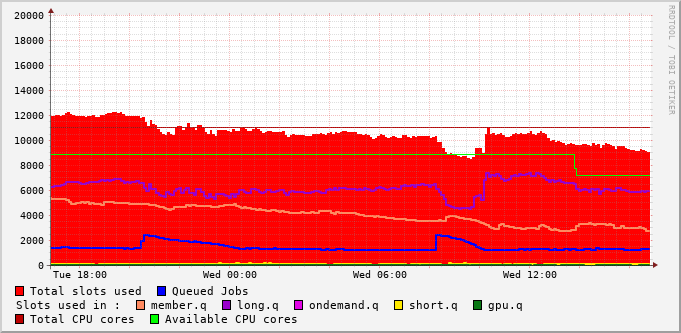 20000
18000
16000
14000
12000
10000
8000
6000
4000
2000
0
Tue 18:00 Wed 00:00 Wed 06:00 Wed 12:00
Total slots used Queued Jobs
Slots used in : member.q long.q ondemand.q short.q gpu.q
Total CPU cores Available CPU cores
RRDTOOL / TOBI OETIKER